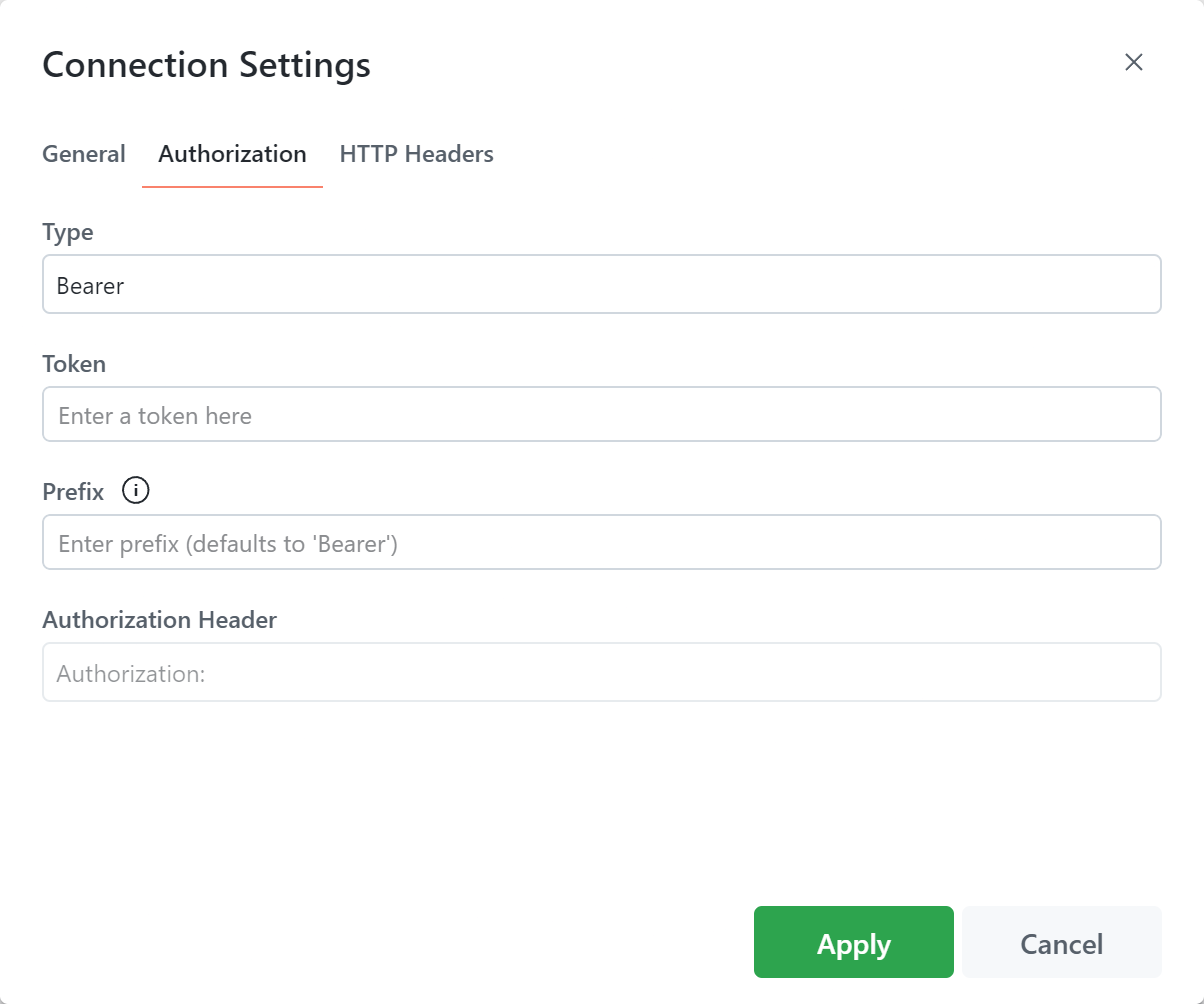 Connection Settings
General Authorization HTTP Headers
Type
Bearer
Token
Enter a token here
Prefix
Enter prefix (defaults to 'Bearer')
Authorization Header
Authorization:
Apply Cancel